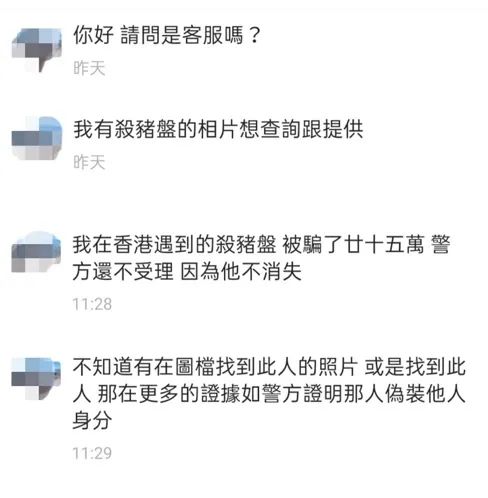 你好 請問是客服嗎？
昨天
我有殺豬盤的相片想查詢跟提供
昨天
我在香港遇到的殺豬盤 被騙了廿十五萬 警
方還不受理 因為他不消失
11:28
不知道有在圖檔找到此人的照片 或是找到此
人 那在更多的證據如警方證明那人偽裝他人
身分
11:29